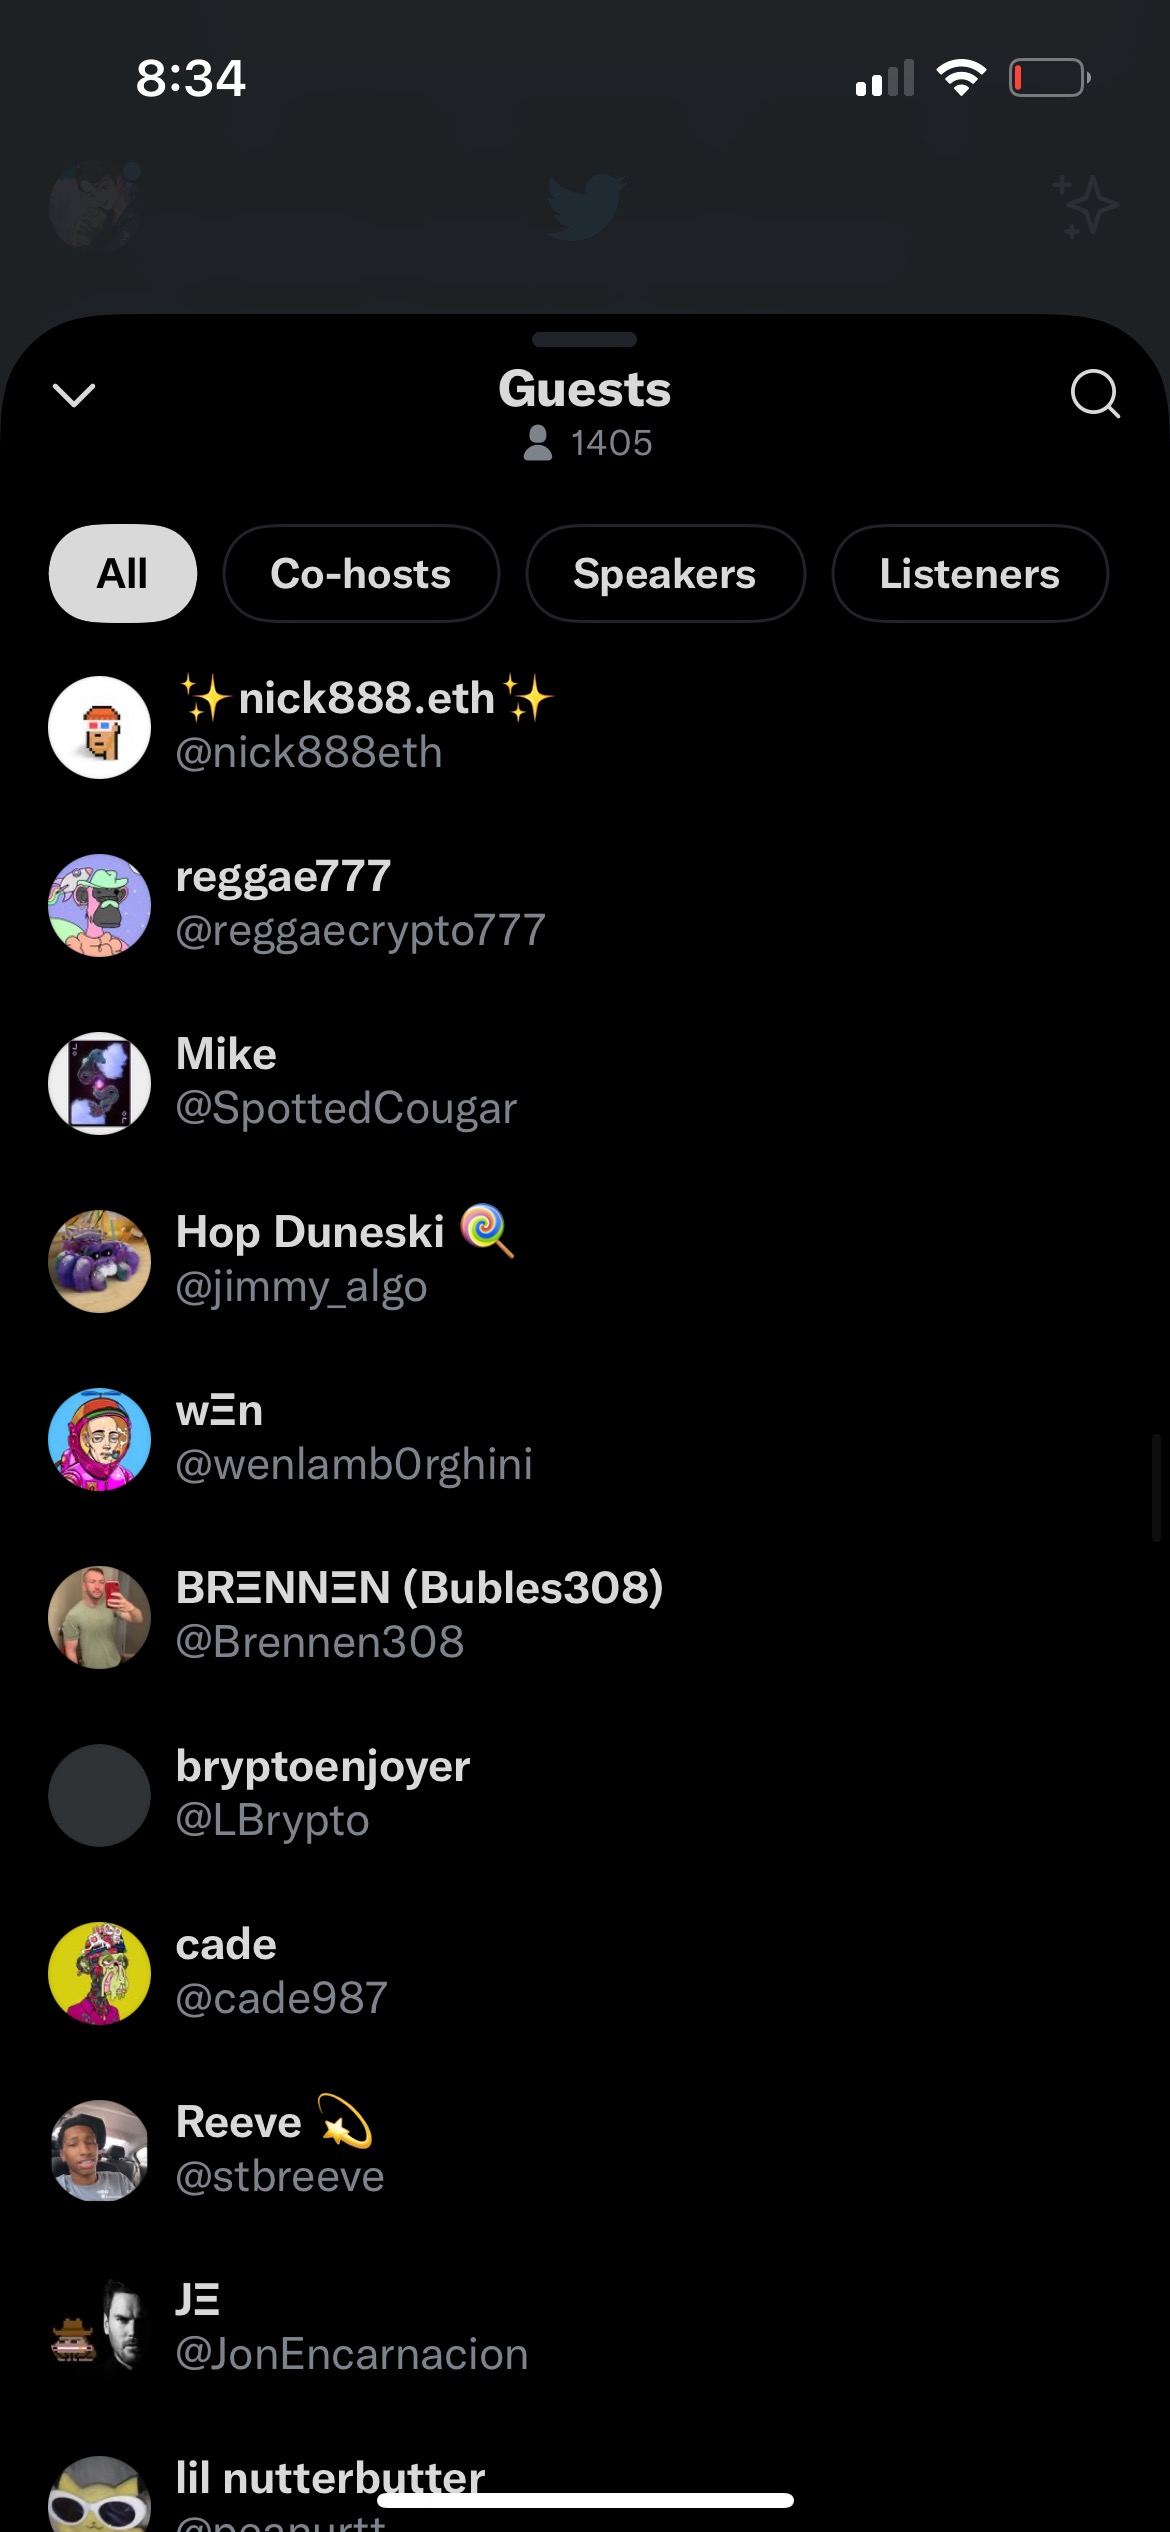 8:34
Guests
1405
All
Co-hosts
Speakers
Listeners
✨nick888.eth✨
@nick888eth
reggae777
@reggaecrypto777
Mike
@SpottedCougar
Hop Duneski 🍭
@jimmy_algo
wΞn
@wenlamb0rghini
BRΞNNΞN (Bubles308)
@Brennen308
bryptoenjoyer
@LBrypto
cade
@cade987
Reeve 💫
@stbreeve
JΞ
@JonEncarnacion
lil nutterbutter